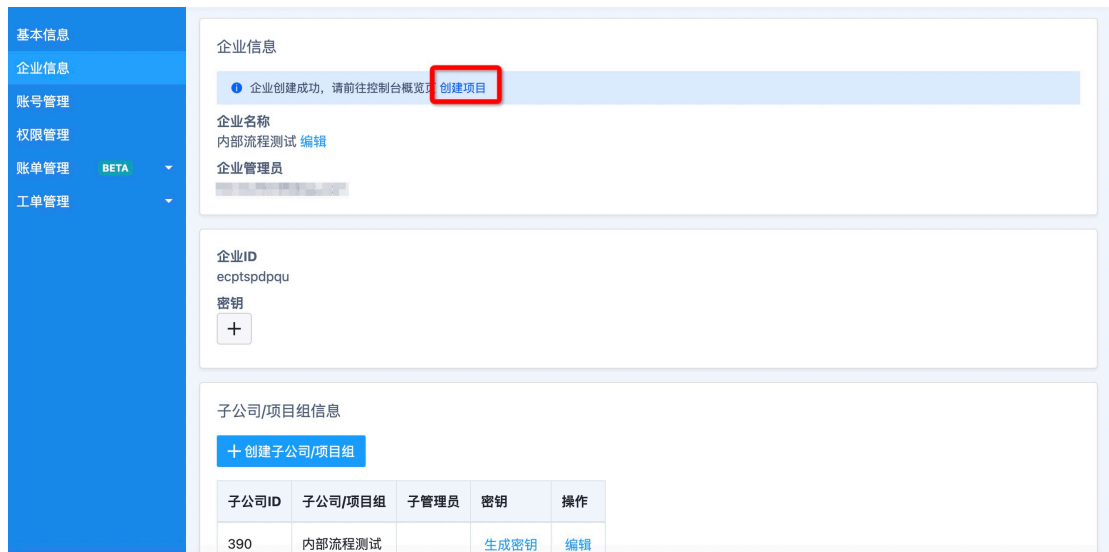 基本信息
企业信息
账号管理
权限管理
账单管理 BETA
工单管理
企业信息
企业创建成功，请前往控制台概览页 创建项目
企业名称
内部流程测试 编辑
企业管理员
企业ID
ecptspdpqu
密钥
子公司/项目组信息
创建子公司/项目组
子公司ID 子公司/项目组 子管理员 密钥 操作
390 内部流程测试 生成密钥 编辑